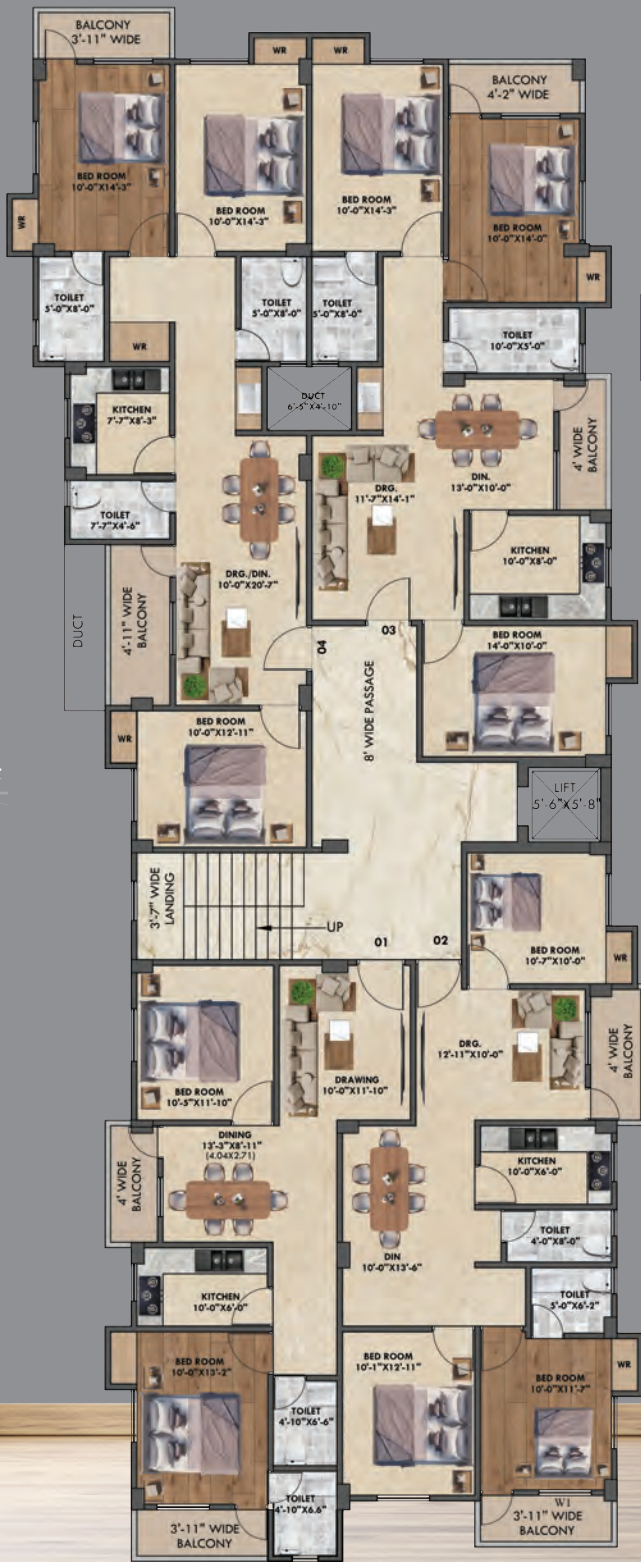 BALCONY
3'-11" WIDE
WR
WR
BALCONY
4'-2" WIDE
BED ROOM
10'-0"X14'-3"
BED ROOM
10'-0"X14'-3"
BED ROOM
10'-0"X14'-3"
BED ROOM
10'-0"X14'-0"
WR
WR
TOILET
5'-0"X8'-0"
TOILET
5'-0"X8'-0"
TOILET
5'-0"X8'-0"
WR
TOILET
10'-0"X5'-0"
DUCT
6'-5"X4'-10"
KITCHEN
7'-7"X8'-3"
DIN.
13'-0"X10'-0"
4' WIDE
BALCONY
DRG.
11'-7"X14'-1"
TOILET
7'-7"X4'-6"
KITCHEN
10'-0"X8'-0"
DRG./DIN.
10'-0"X20'-7"
DUCT
4'-11" WIDE
BALCONY
04
03
BED ROOM
14'-0"X10'-0"
8' WIDE PASSAGE
BED ROOM
10'-0"X12'-11"
WR
LIFT
5'-6"X5'-8"
3'-7" WIDE
LANDING
UP
01
02
BED ROOM
10'-7"X10'-0"
WR
DRG.
12'-11"X10'-0"
4' WIDE
BALCONY
BED ROOM
10'-5"X11'-10"
DRAWING
10'-0"X11'-10"
DINING
13'-3"X8'-11"
(4.04X2.71)
4' WIDE
BALCONY
KITCHEN
10'-0"X6'-0"
DIN
10'-0"X13'-6"
TOILET
4'-0"X8'-0"
KITCHEN
10'-0"X6'-0"
TOILET
5'-0"X6'-2"
BED ROOM
10'-0"X13'-2"
BED ROOM
10'-1"X12'-11"
BED ROOM
10'-0"X11'-7"
WR
TOILET
4'-10"X6'-6"
TOILET
4'-10"X6.6"
3'-11" WIDE
BALCONY
W1
3'-11" WIDE
BALCONY